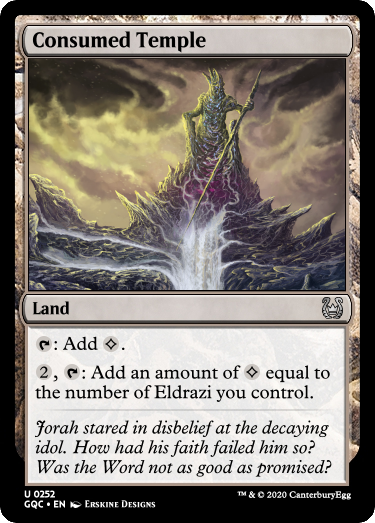 Consumed Temple
Land
: Add .
2, : Add an amount of equal to
the number of Eldrazi you control.
Jorah stared in disbelief at the decaying
idol. How had his faith failed him so?
Was the Word not as good as promised?
U 0252
GQC • EN Erskine Designs
™ & © 2020 CanterburyEgg